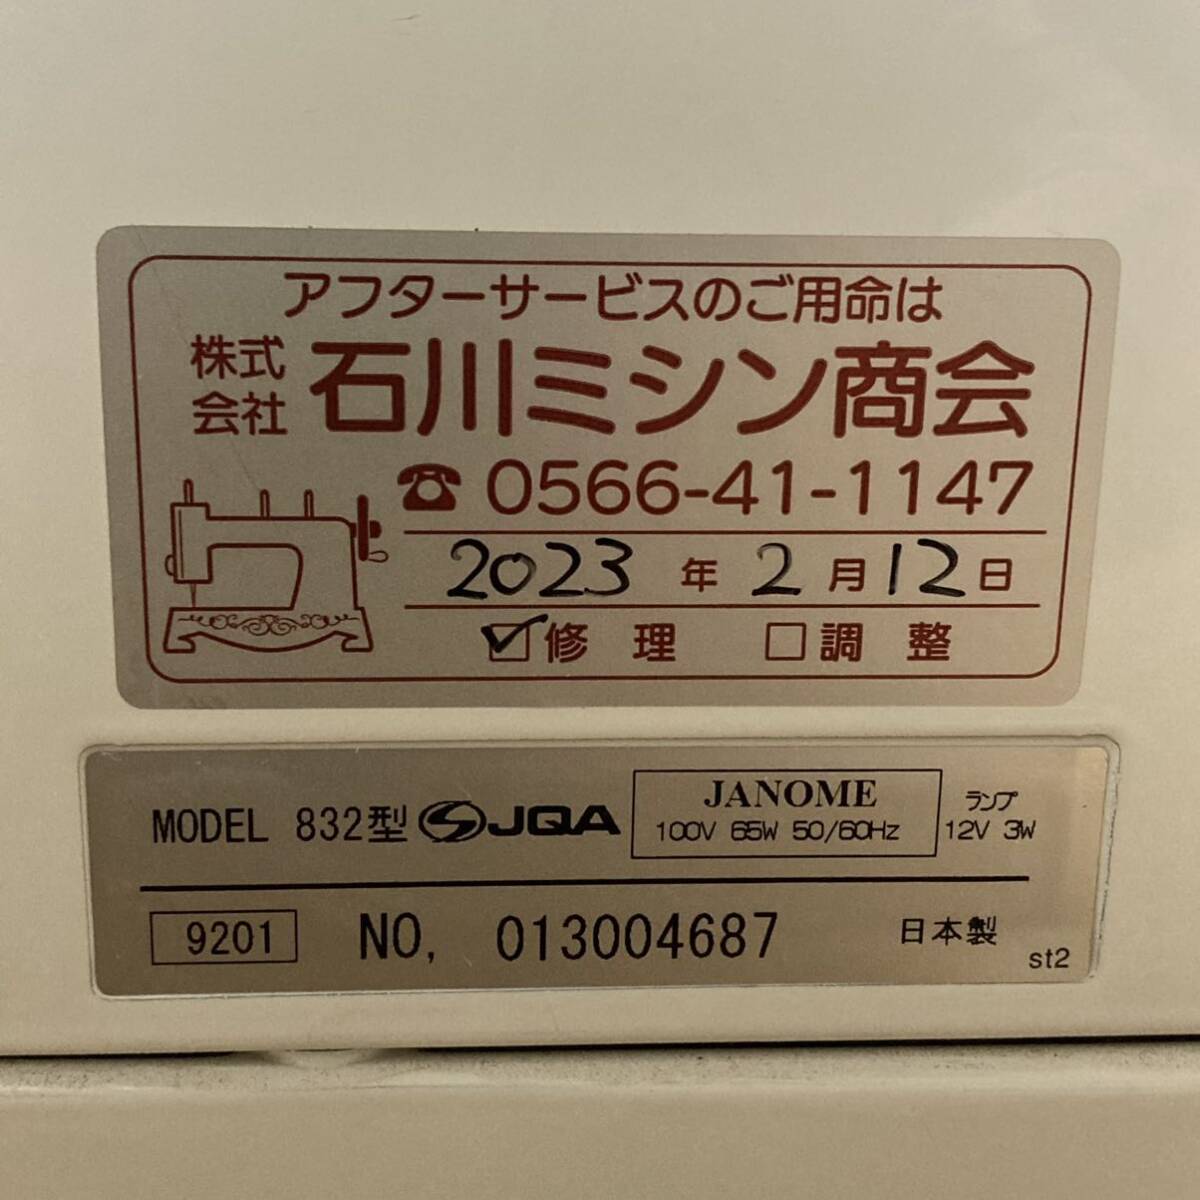 アフターサービスのご用命は
株式会社 石川ミシン商会
☎ 0566-41-1147
2023 年 2 月 12 日
☑ 修理 □ 調整
MODEL 832型 JQA JANOME 100V 65W 50/60Hz ランプ 12V 3W
9201 NO, 013004687 日本製
st2